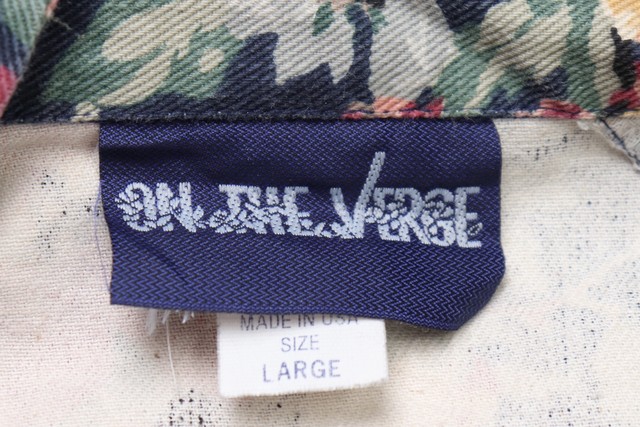 ON THE VERGE
MADE IN USA
SIZE
LARGE